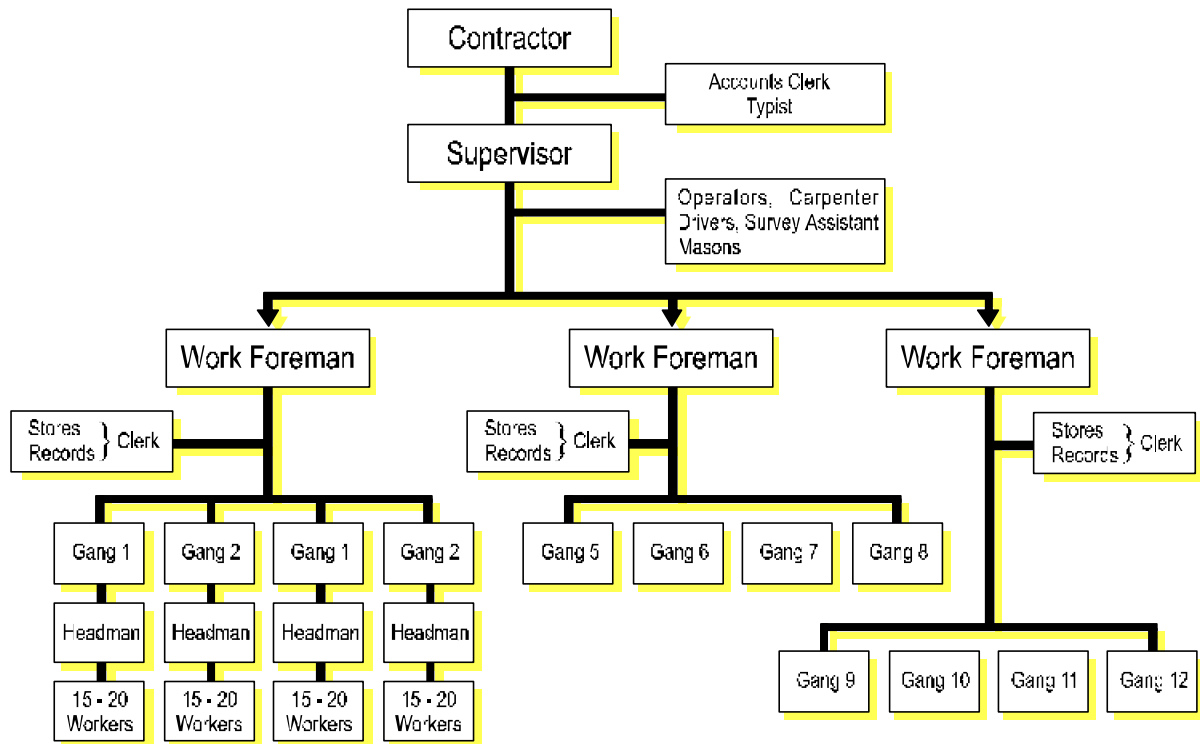 Contractor
Accounts Clerk
Typist
Supervisor
Operators, Carpenter
Drivers, Survey Assistant
Masons
Work Foreman
Work Foreman
Work Foreman
Stores
Records } Clerk
Stores
Records } Clerk
Stores
Records } Clerk
Gang 1
Gang 2
Gang 1
Gang 2
Gang 5
Gang 6
Gang 7
Gang 8
Headman
Headman
Headman
Headman
Gang 9
Gang 10
Gang 11
Gang 12
15 - 20
Workers
15 - 20
Workers
15 - 20
Workers
15 - 20
Workers